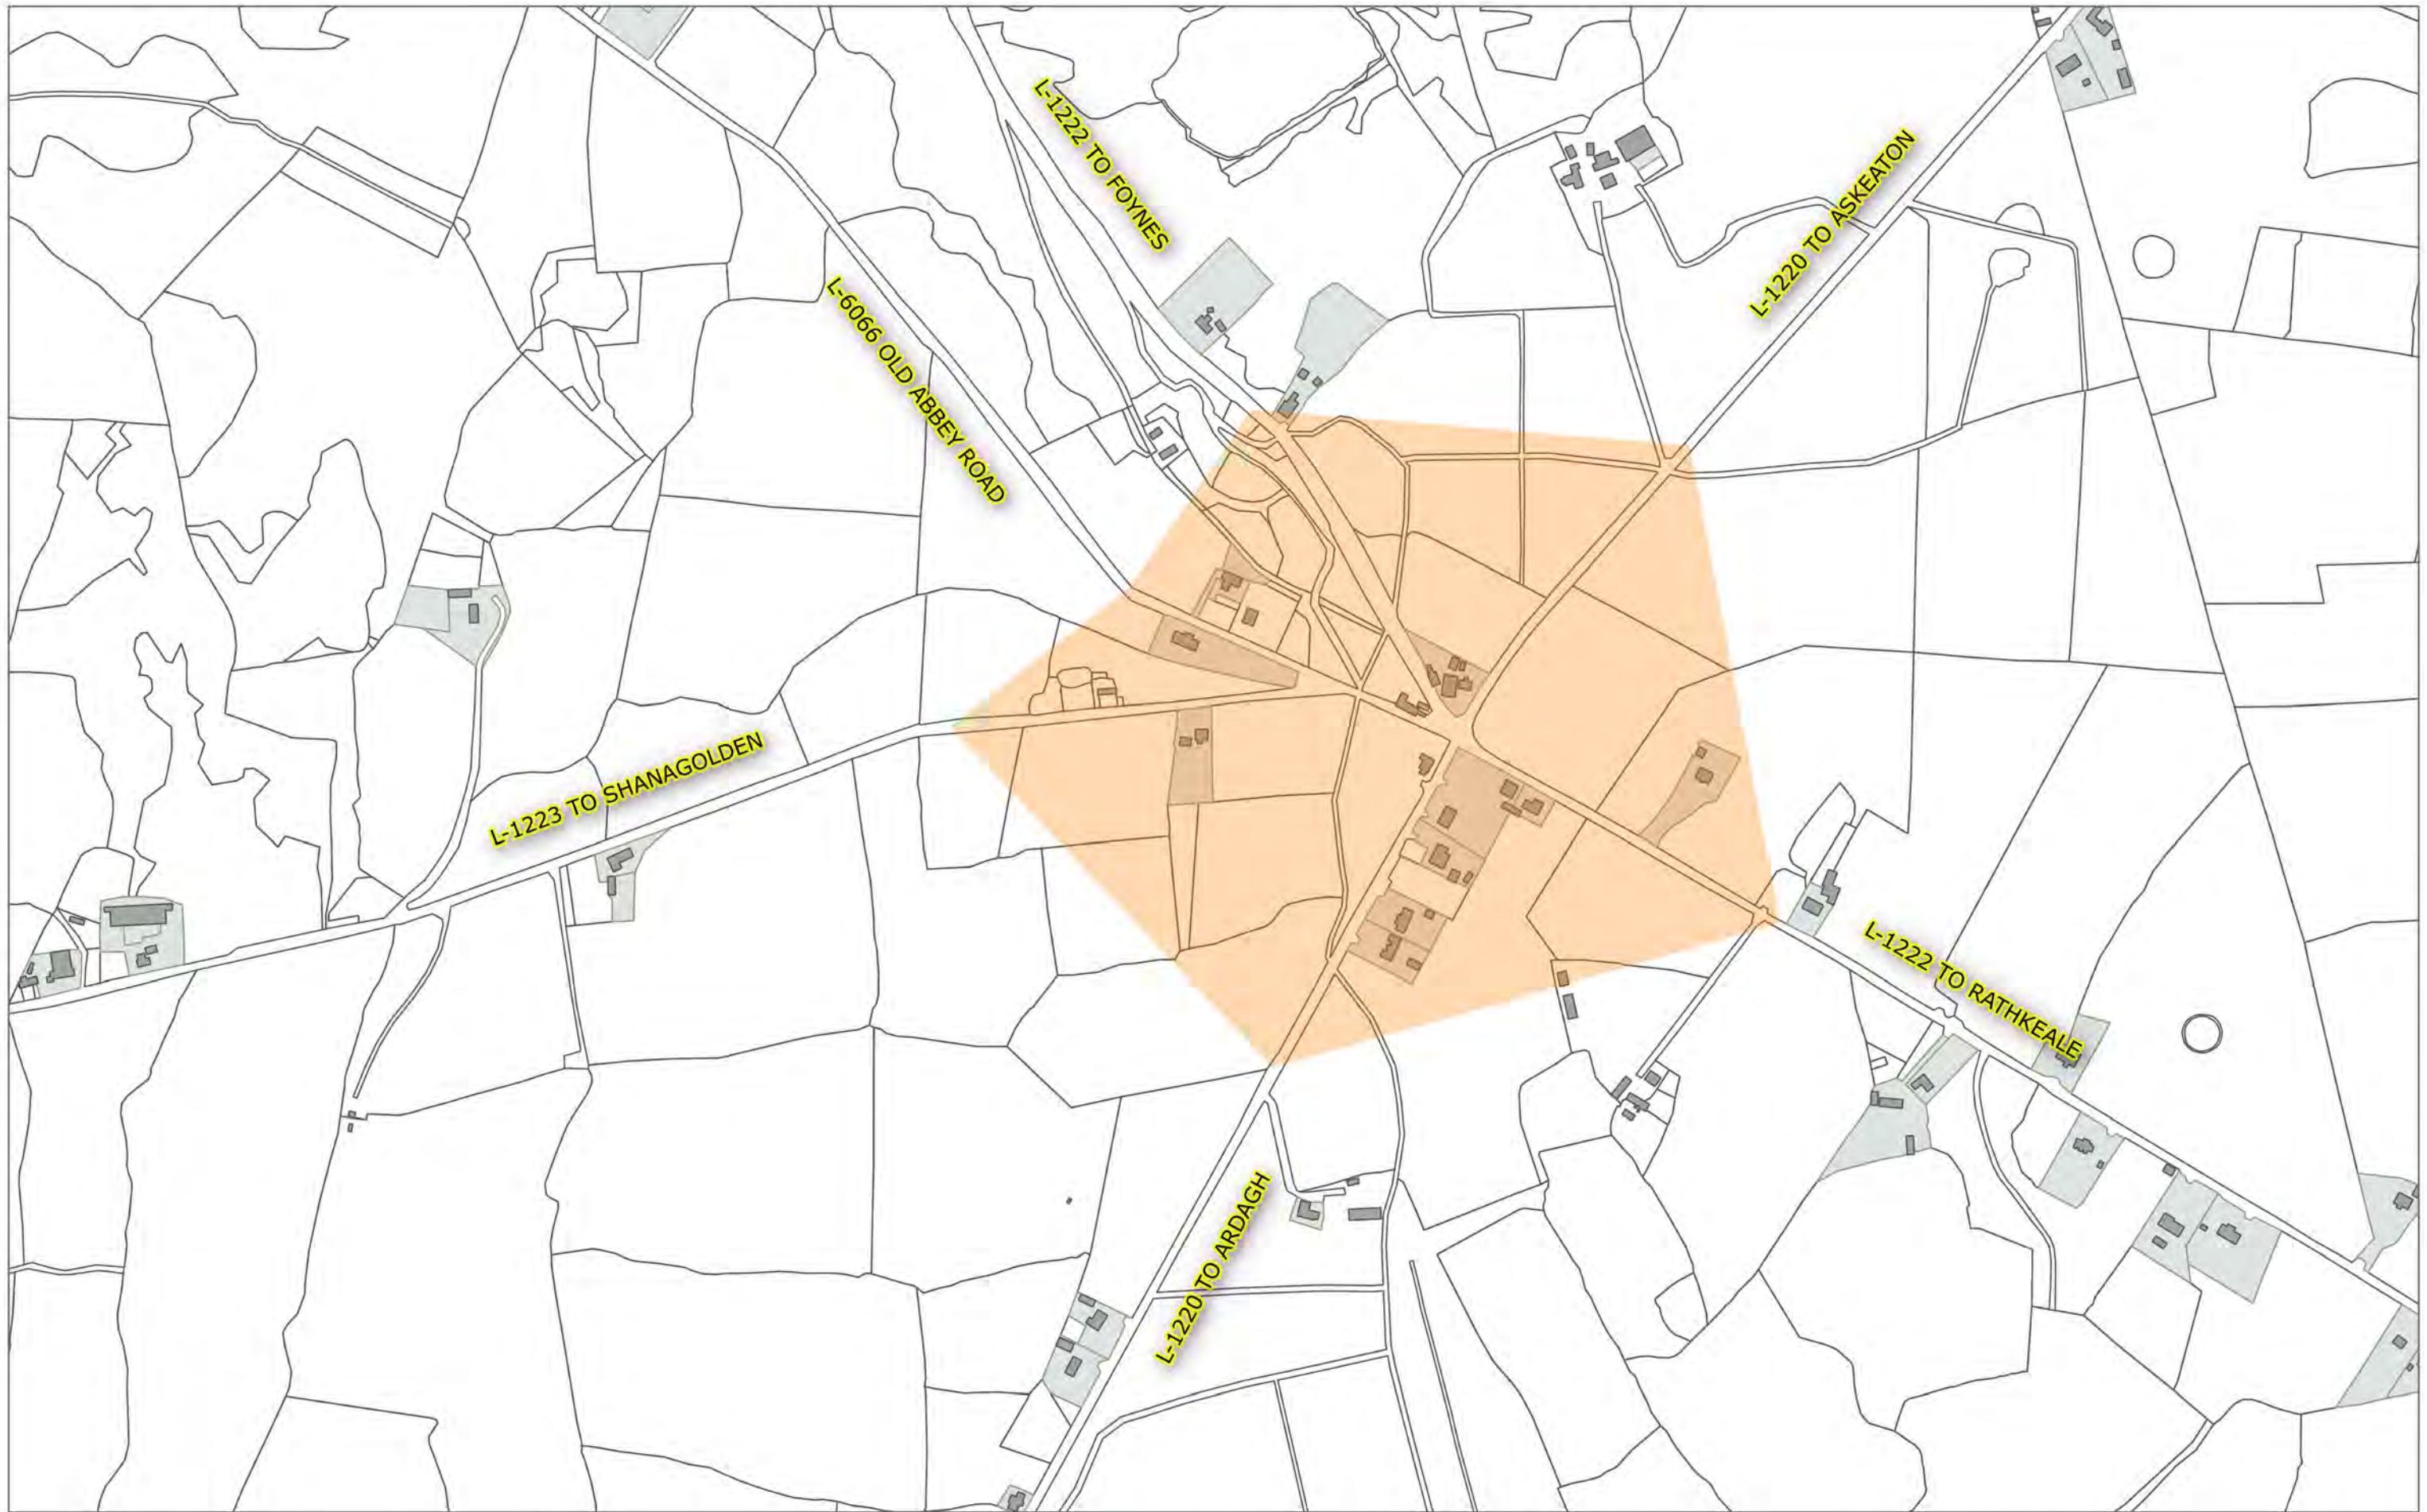 L-1222 TO FOYNES
L-1220 TO ASKEATON
L-6066 OLD ABBEY ROAD
L-1223 TO SHANAGOLDEN
L-1222 TO RATHKEALE
L-1220 TO ARDAGH